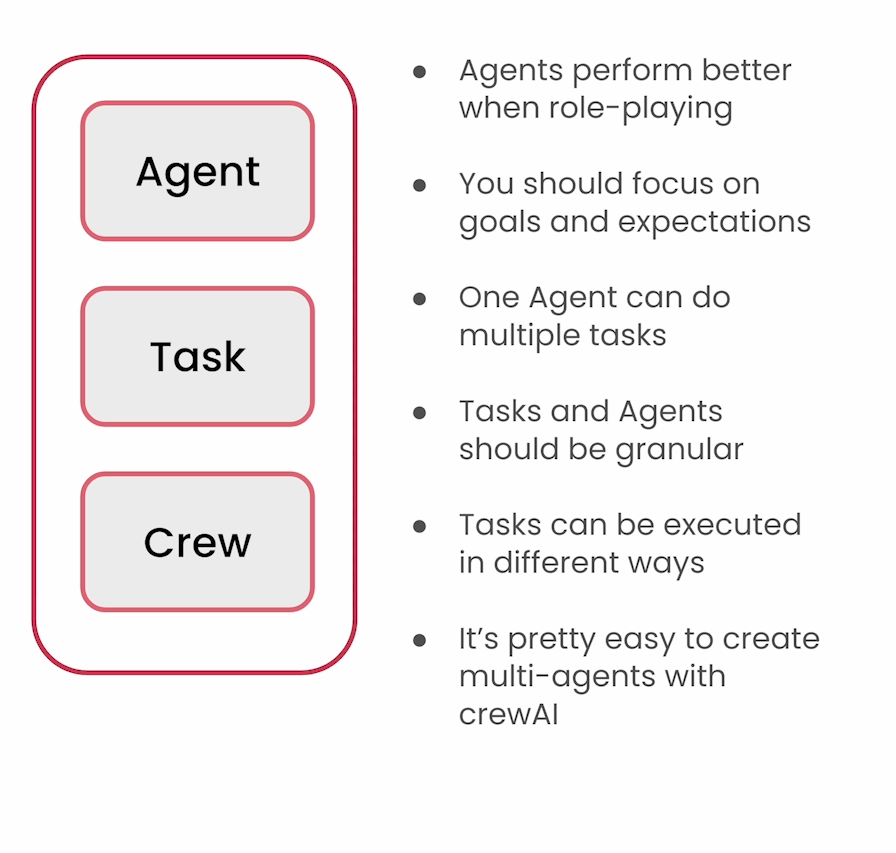 Agent
Task
Crew
● Agents perform better
when role-playing
● You should focus on
goals and expectations
● One Agent can do
multiple tasks
● Tasks and Agents
should be granular
● Tasks can be executed
in different ways
● It’s pretty easy to create
multi-agents with
crewAI